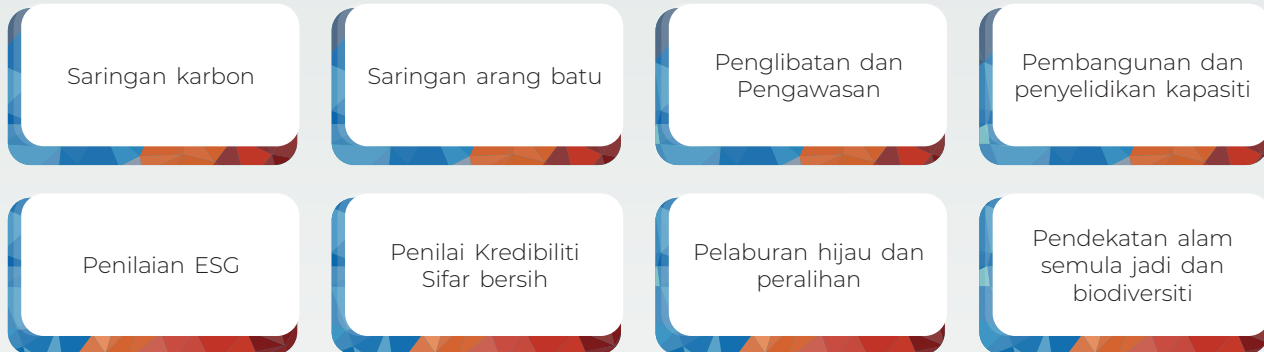 Saringan karbon
Saringan arang batu
Penglibatan dan
Pengawasan
Pembangunan dan
penyelidikan kapasiti
Penilaian ESG
Penilai Kredibiliti
Sifar bersih
Pelaburan hijau dan
peralihan
Pendekatan alam
semula jadi dan
biodiversiti